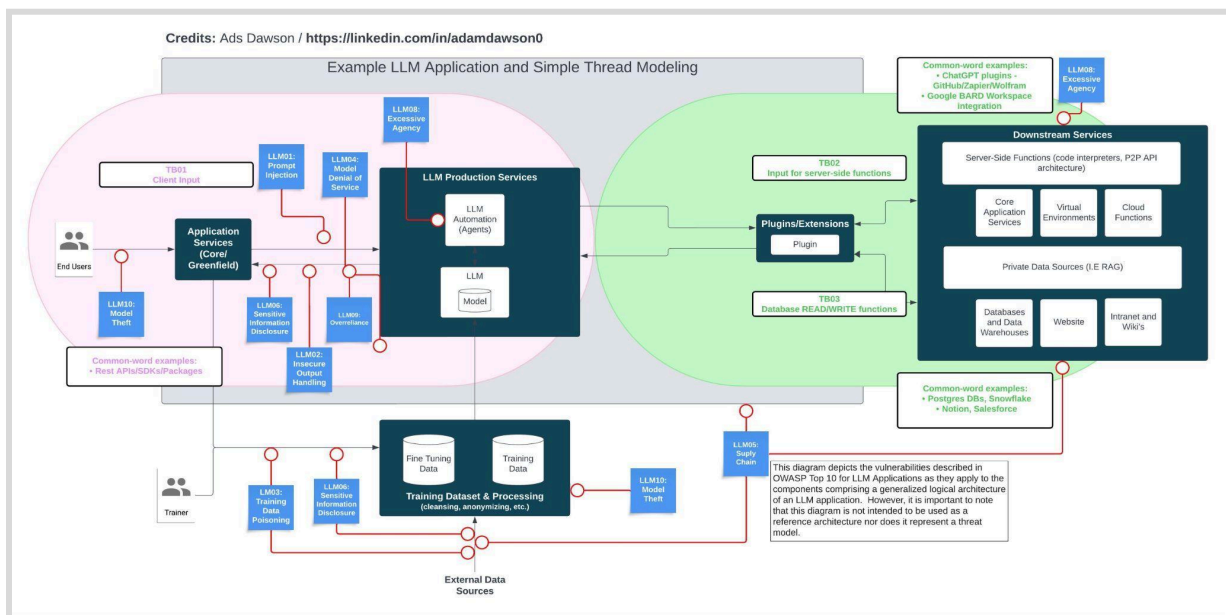 Credits: Ads Dawson / https://linkedin.com/in/adamdawson0
Example LLM Application and Simple Thread Modeling
Common-word examples:
• ChatGPT plugins -
GitHub/Zapier/Wolfram
• Google BARD Workspace
integration
LLM08:
Excessive
Agency
LLM08:
Excessive
Agency
TB01
Client Input
LLM01:
Prompt
Injection
LLM04:
Model
Denial of
Service
LLM Production Services
LLM
Automation
(Agents)
LLM
Model
TB02
Input for server-side functions
Downstream Services
Server-Side Functions (code interpreters, P2P API
architecture)
Core
Application
Services
Virtual
Environments
Cloud
Functions
Private Data Sources (I.E RAG)
Databases
and Data
Warehouses
Website
Intranet and
Wiki's
End Users
Application
Services
(Core/
Greenfield)
Plugins/Extensions
Plugin
TB03
Database READ/WRITE functions
LLM10:
Model
Theft
LLM06:
Sensitive
Information
Disclosure
LLM09:
Overreliance
LLM02:
Insecure
Output
Handling
Common-word examples:
• Rest APIs/SDKs/Packages
Common-word examples:
• Postgres DBs, Snowflake
• Notion, Salesforce
Trainer
LM03:
Training
Data
Poisoning
LLM06:
Sensitive
Information
Disclosure
Fine Tuning
Data
Training
Data
Training Dataset & Processing
(cleansing, anonymizing, etc.)
LLM10:
Model
Theft
LLM05:
Suply
Chain
This diagram depicts the vulnerabilities described in
OWASP Top 10 for LLM Applications as they apply to the
components comprising a generalized logical architecture
of an LLM application. However, it is important to note
that this diagram is not intended to be used as a
reference architecture nor does it represent a threat
model.
External Data
Sources